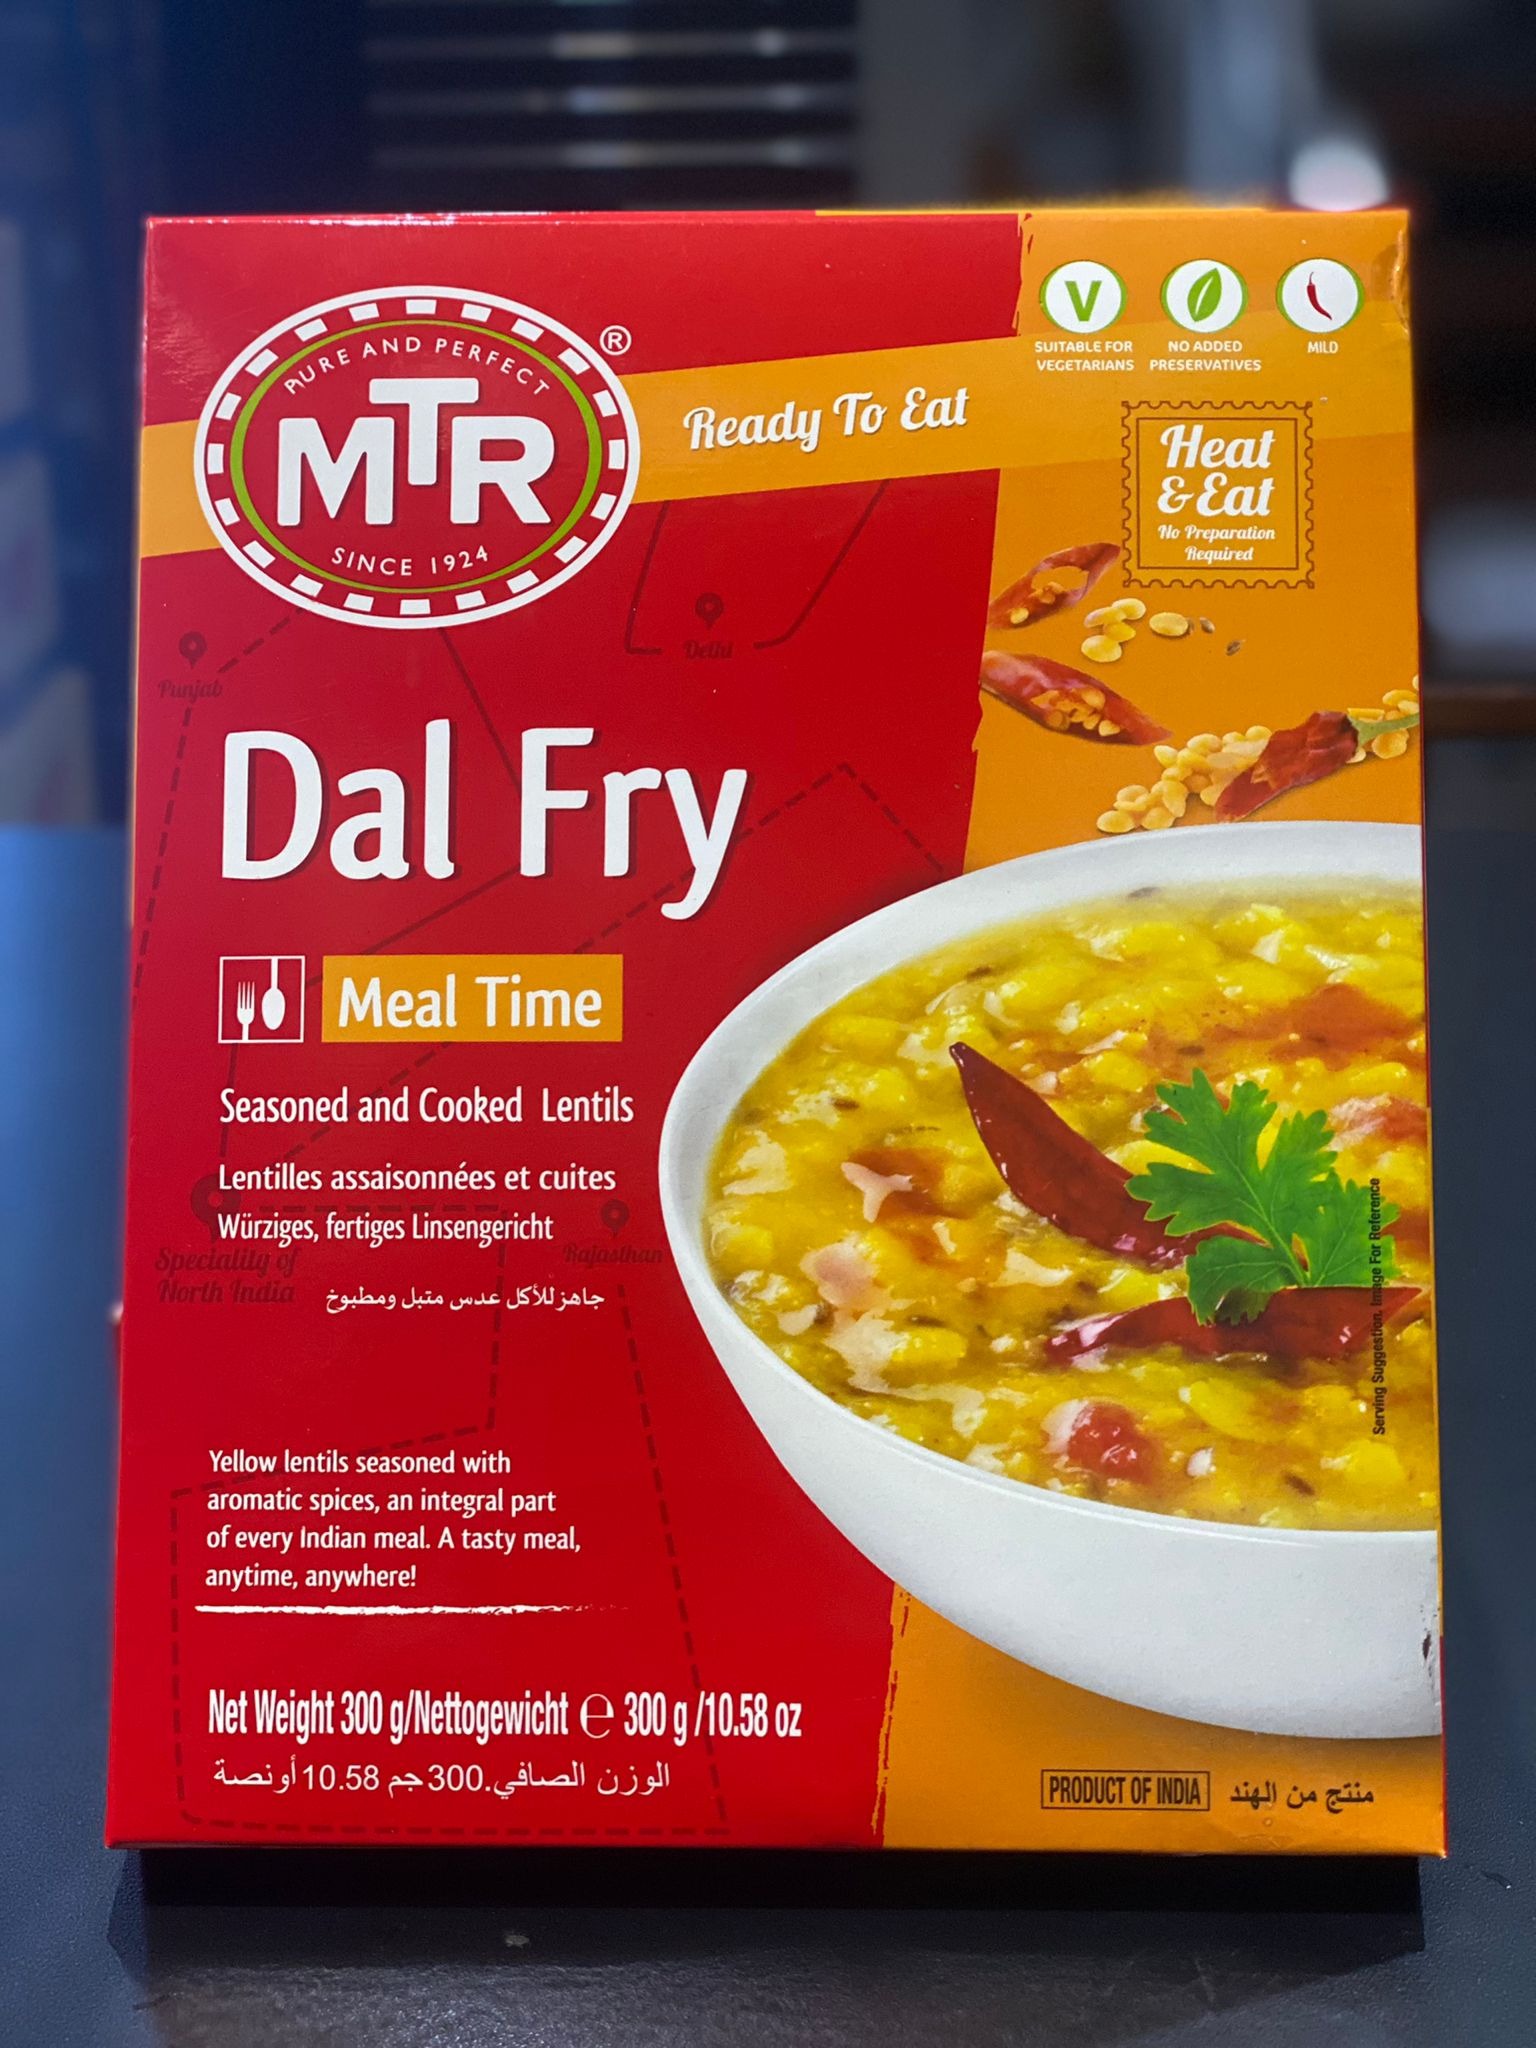 PURE AND PERFECT
MTR
SINCE 1924
®
Ready To Eat
V
SUITABLE FOR
VEGETARIANS
NO ADDED
PRESERVATIVES
MILD
Heat
& Eat
No Preparation
Required
Punjab
Delhi
Dal Fry
Meal Time
Seasoned and Cooked Lentils
Lentilles assaisonnées et cuites
Würziges, fertiges Linsengericht
Speciality of
North India
Rajasthan
جاهز للأكل عدس متبل ومطبوخ
Serving Suggestion. Image For Reference
Yellow lentils seasoned with
aromatic spices, an integral part
of every Indian meal. A tasty meal,
anytime, anywhere!
Net Weight 300 g/Nettogewicht ℮ 300 g /10.58 oz
الوزن الصافي.300 جم 10.58 أونصة
PRODUCT OF INDIA
منتج من الهند